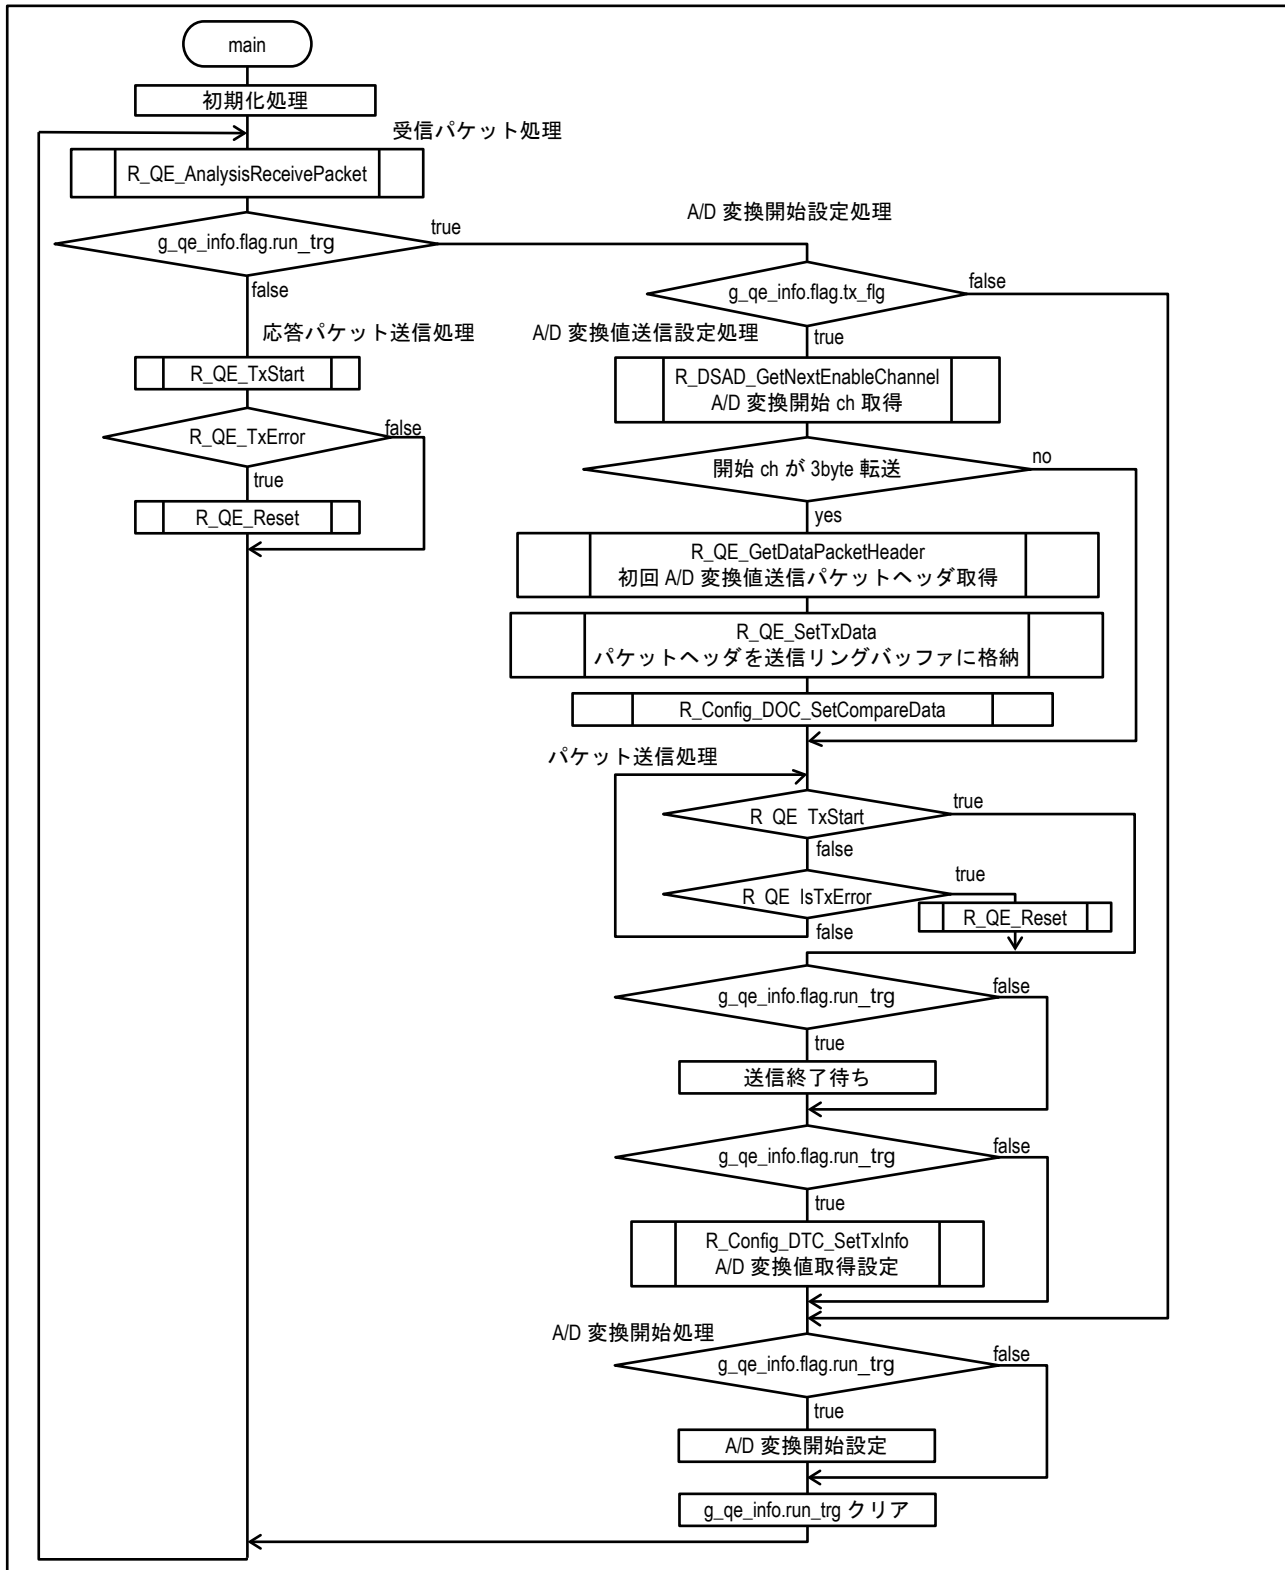 main
初期化処理
受信パケット処理
R_QE_AnalysisReceivePacket
g_qe_info.flag.run_trg
true
false
A/D 変換開始設定処理
g_qe_info.flag.tx_flg
false
true
応答パケット送信処理
R_QE_TxStart
R_QE_TxError
false
true
R_QE_Reset
A/D 変換値送信設定処理
R_DSAD_GetNextEnableChannel
A/D 変換開始 ch 取得
開始 ch が 3byte 転送
no
yes
R_QE_GetDataPacketHeader
初回 A/D 変換値送信パケットヘッダ取得
R_QE_SetTxData
パケットヘッダを送信リングバッファに格納
R_Config_DOC_SetCompareData
パケット送信処理
R QE TxStart
true
false
R QE IsTxError
true
false
R_QE_Reset
g_qe_info.flag.run_trg
false
true
送信終了待ち
g_qe_info.flag.run_trg
false
true
R_Config_DTC_SetTxInfo
A/D 変換値取得設定
A/D 変換開始処理
g_qe_info.flag.run_trg
false
true
A/D 変換開始設定
g_qe_info.run_trg クリア